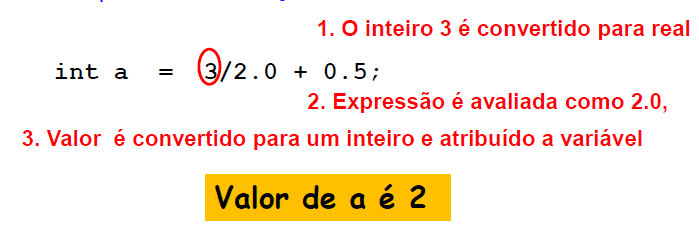 1. O inteiro 3 é convertido para real
int a = 3/2.0 + 0.5;
2. Expressão é avaliada como 2.0,
3. Valor é convertido para um inteiro e atribuído a variável
Valor de a é 2